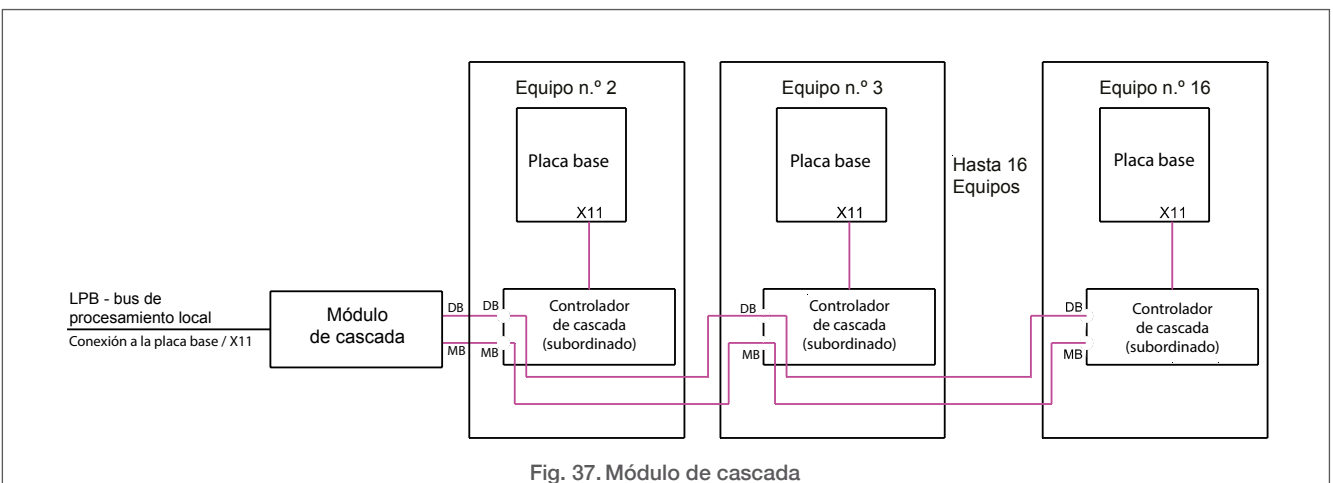 Equipo n.º 2
Placa base
X11
Equipo n.º 3
Placa base
X11
Hasta 16
Equipos
Equipo n.º 16
Placa base
X11
LPB - bus de
procesamiento local
Conexión a la placa base / X11
Módulo
de cascada
DB
MB
DB
MB
Controlador
de cascada
(subordinado)
DB
MB
Controlador
de cascada
(subordinado)
DB
MB
Controlador
de cascada
(subordinado)
Fig. 37. Módulo de cascada